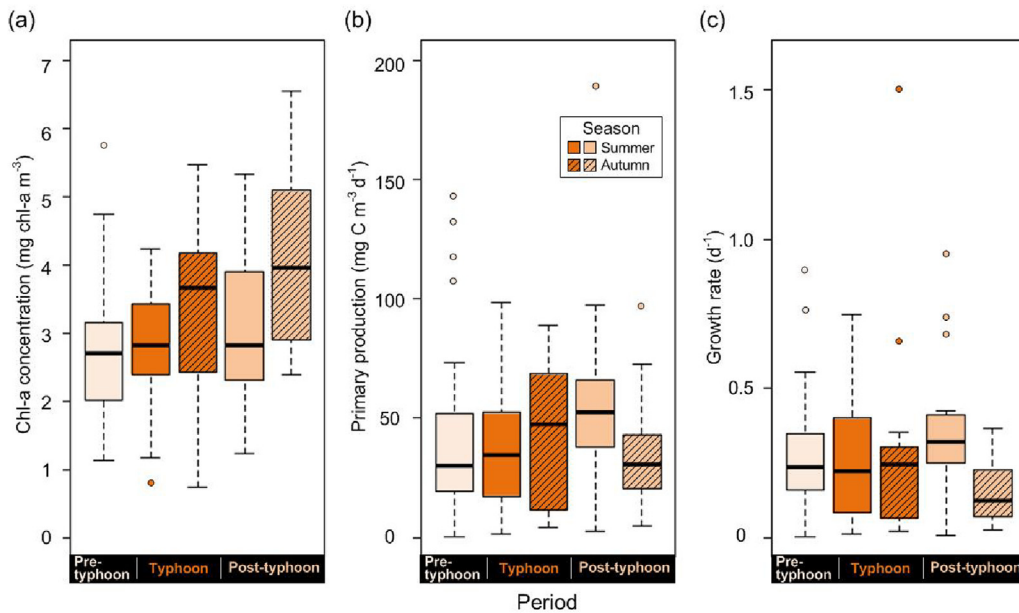 (a)
Chl-a concentration (mg chl-a m⁻³)
7
6
5
4
3
2
1
0
Pre-
typhoon
Typhoon
Post-typhoon
(b)
Primary production (mg C m⁻³ d⁻¹)
200
150
100
50
0
Season
Summer
Autumn
Pre-
typhoon
Typhoon
Post-typhoon
Period
(c)
Growth rate (d⁻¹)
1.5
1.0
0.5
0
Pre-
typhoon
Typhoon
Post-typhoon